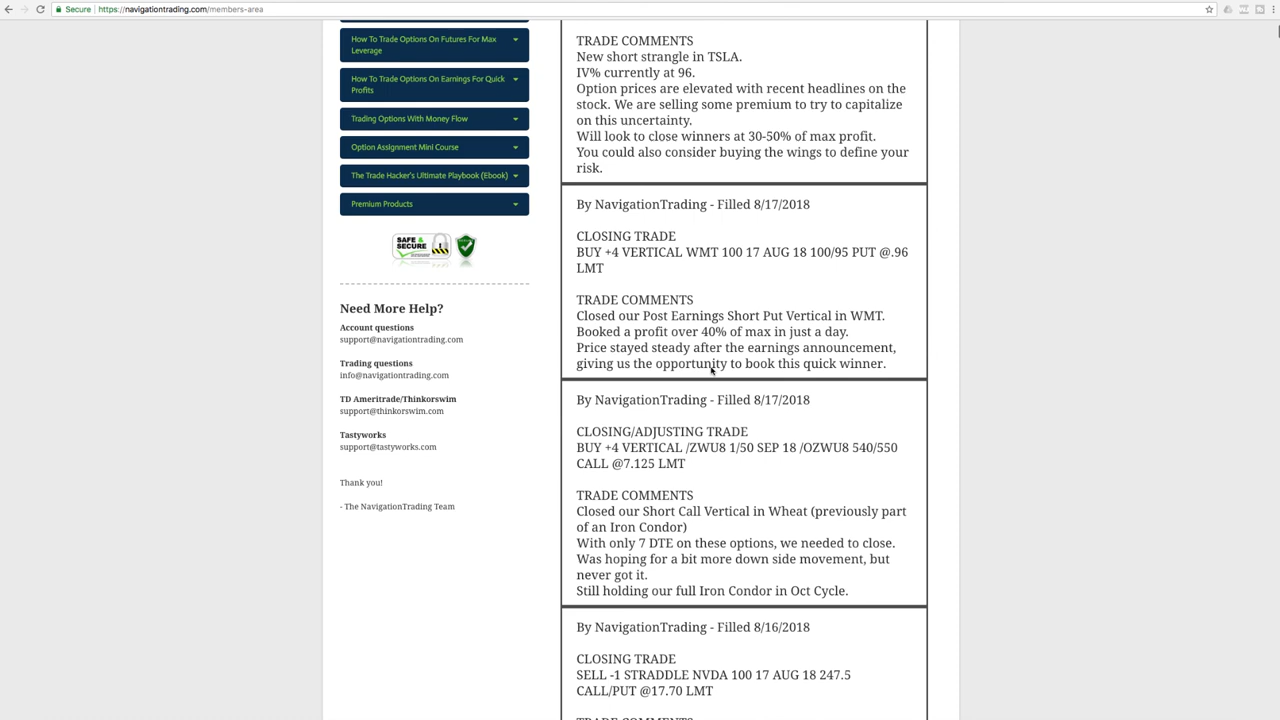 Secure
https://navigationtrading.com/members-area
How To Trade Options On Futures For Max
Leverage
How To Trade Options On Earnings For Quick
Profits
Trading Options With Money Flow
Option Assignment Mini Course
The Trade Hacker's Ultimate Playbook (Ebook)
Premium Products
SAFE &
SECURE
Need More Help?
Account questions
support@navigationtrading.com
Trading questions
info@navigationtrading.com
TD Ameritrade/Thinkorswim
support@thinkorswim.com
Tastyworks
support@tastyworks.com
Thank you!
- The NavigationTrading Team
TRADE COMMENTS
New short strangle in TSLA.
IV% currently at 96.
Option prices are elevated with recent headlines on the
stock. We are selling some premium to try to capitalize
on this uncertainty.
Will look to close winners at 30-50% of max profit.
You could also consider buying the wings to define your
risk.
By NavigationTrading - Filled 8/17/2018
CLOSING TRADE
BUY +4 VERTICAL WMT 100 17 AUG 18 100/95 PUT @.96
LMT
TRADE COMMENTS
Closed our Post Earnings Short Put Vertical in WMT.
Booked a profit over 40% of max in just a day.
Price stayed steady after the earnings announcement,
giving us the opportunity to book this quick winner.
By NavigationTrading - Filled 8/17/2018
CLOSING/ADJUSTING TRADE
BUY +4 VERTICAL /ZWU8 1/50 SEP 18 /OZWU8 540/550
CALL @7.125 LMT
TRADE COMMENTS
Closed our Short Call Vertical in Wheat (previously part
of an Iron Condor)
With only 7 DTE on these options, we needed to close.
Was hoping for a bit more down side movement, but
never got it.
Still holding our full Iron Condor in Oct Cycle.
By NavigationTrading - Filled 8/16/2018
CLOSING TRADE
SELL -1 STRADDLE NVDA 100 17 AUG 18 247.5
CALL/PUT @17.70 LMT
TRADE COMMENTS